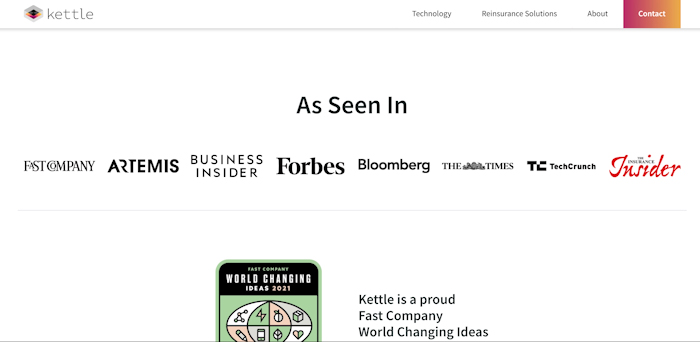 kettle
Technology Reinsurance Solutions About Contact
As Seen In
FAST COMPANY ARTEMIS BUSINESS INSIDER Forbes Bloomberg THE TIMES TechCrunch THE INSURANCE Insider
FAST COMPANY
WORLD CHANGING
IDEAS 2021
Kettle is a proud
Fast Company
World Changing Ideas